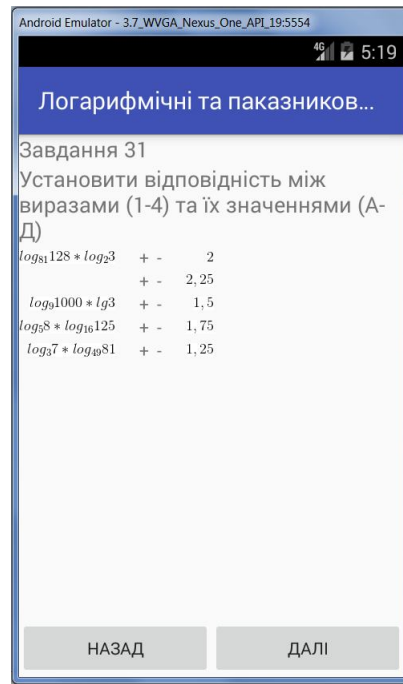 Android Emulator - 3.7_WVGA_Nexus_One_API_19:5554
4G 5:19
Логарифмічні та паказников...
Завдання 31
Установити відповідність між
виразами (1-4) та їх значеннями (А-
Д)
log₈₁128 * log₂3 + - 2
+ - 2,25
log₉1000 * lg3 + - 1,5
log₅8 * log₁₆125 + - 1,75
log₃7 * log₄₉81 + - 1,25
НАЗАД ДАЛІ